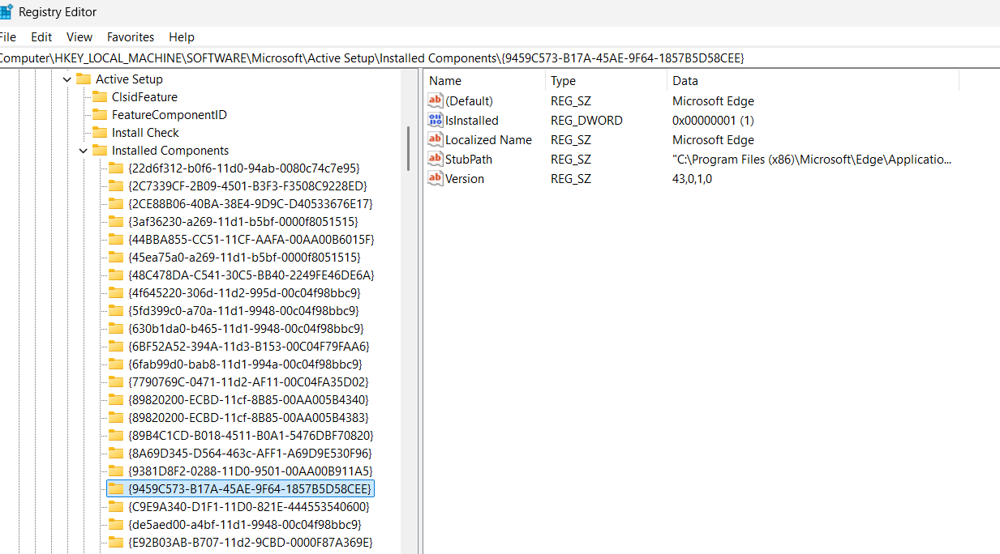 Registry Editor
File Edit View Favorites Help
Computer\HKEY_LOCAL_MACHINE\SOFTWARE\Microsoft\Active Setup\Installed Components\{9459C573-B17A-45AE-9F64-1857B5D58CEE}
Active Setup
ClsidFeature
FeatureComponentID
Install Check
Installed Components
{22d6f312-b0f6-11d0-94ab-0080c74c7e95}
{2C7339CF-2B09-4501-B3F3-F3508C9228ED}
{2CE88B06-40BA-38E4-9D9C-D40533676E17}
{3af36230-a269-11d1-b5bf-0000f8051515}
{44BBA855-CC51-11CF-AAFA-00AA00B6015F}
{45ea75a0-a269-11d1-b5bf-0000f8051515}
{48C478DA-C541-30C5-BB40-2249FE46DE6A}
{4f645220-306d-11d2-995d-00c04f98bbc9}
{5fd399c0-a70a-11d1-9948-00c04f98bbc9}
{630b1da0-b465-11d1-9948-00c04f98bbc9}
{6BF52A52-394A-11d3-B153-00C04F79FAA6}
{6fab99d0-bab8-11d1-994a-00c04f98bbc9}
{7790769C-0471-11d2-AF11-00C04FA35D02}
{89820200-ECBD-11cf-8B85-00AA005B4340}
{89820200-ECBD-11cf-8B85-00AA005B4383}
{89B4C1CD-B018-4511-B0A1-5476DBF70820}
{8A69D345-D564-463c-AFF1-A69D9E530F96}
{9381D8F2-0288-11D0-9501-00AA00B911A5}
{9459C573-B17A-45AE-9F64-1857B5D58CEE}
{C9E9A340-D1F1-11D0-821E-444553540600}
{de5aed00-a4bf-11d1-9948-00c04f98bbc9}
{E92B03AB-B707-11d2-9CBD-0000F87A369E}
Name Type Data
(Default) REG_SZ Microsoft Edge
IsInstalled REG_DWORD 0x00000001 (1)
Localized Name REG_SZ Microsoft Edge
StubPath REG_SZ "C:\Program Files (x86)\Microsoft\Edge\Applicatio...
Version REG_SZ 43,0,1,0